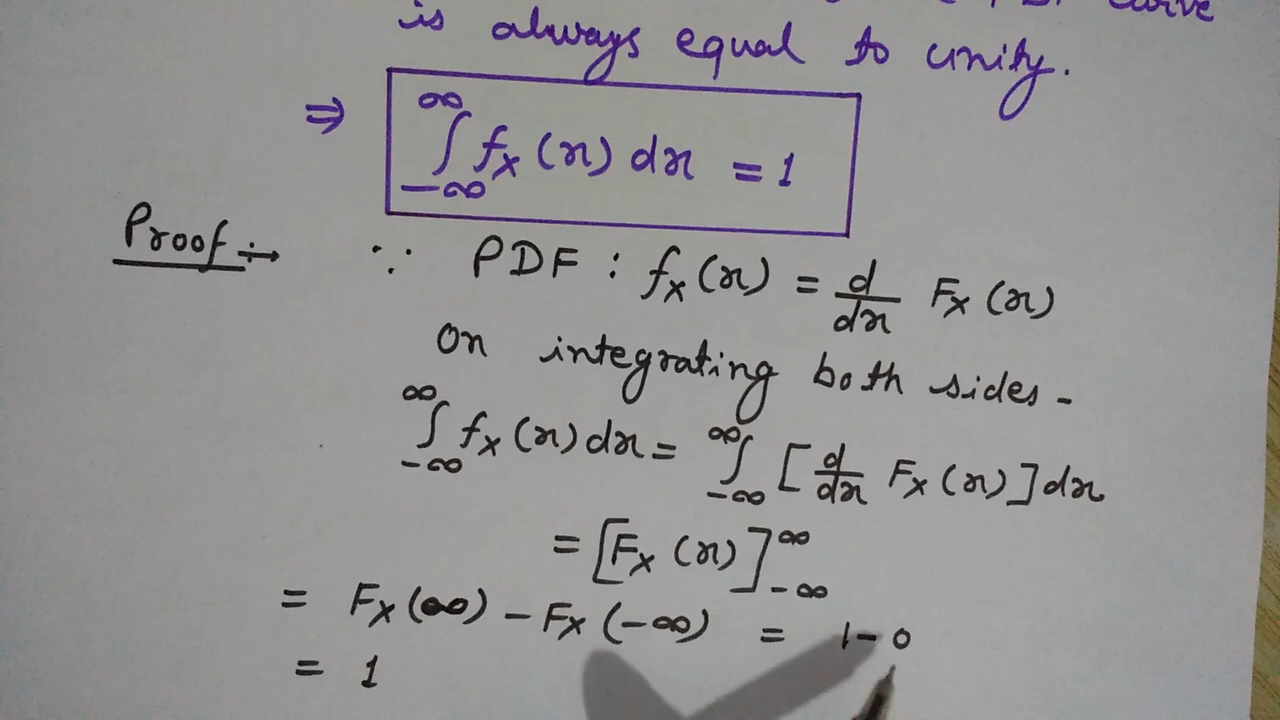 curve
is always equal to unity.
⇒ ∫_{-∞}^{∞} f_X(x) dx = 1
Proof :→ ∵ PDF : f_X(x) = d/dx F_X(x)
On integrating both sides -
∫_{-∞}^{∞} f_X(x) dx = ∫_{-∞}^{∞} [d/dx F_X(x)] dx
= [F_X(x)]_{-∞}^{∞}
= F_X(∞) - F_X(-∞) = 1-0
= 1